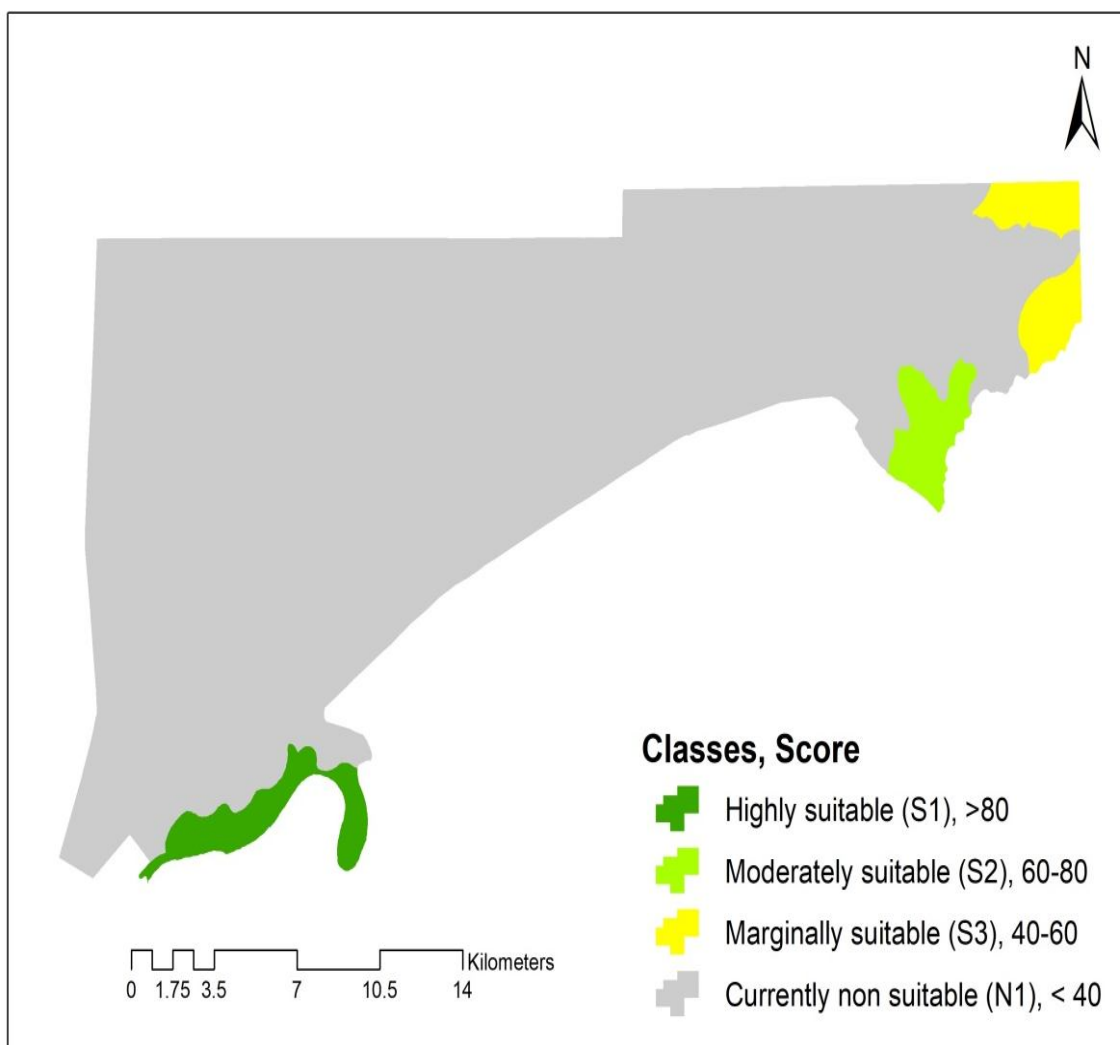 N
Classes, Score
Highly suitable (S1), >80
Moderately suitable (S2), 60-80
Marginally suitable (S3), 40-60
Currently non suitable (N1), < 40
Kilometers
0 1.75 3.5 7 10.5 14